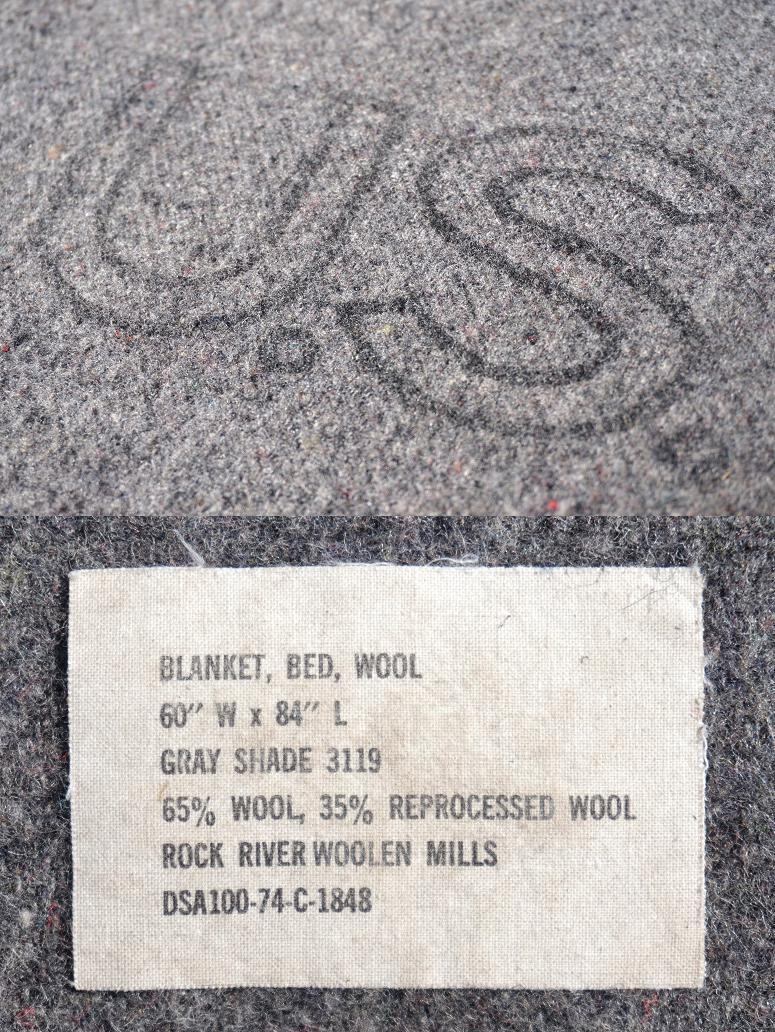 U.S.
BLANKET, BED, WOOL
60″ W x 84″ L
GRAY SHADE 3119
65% WOOL, 35% REPROCESSED WOOL
ROCK RIVER WOOLEN MILLS
DSA100-74-C-1848